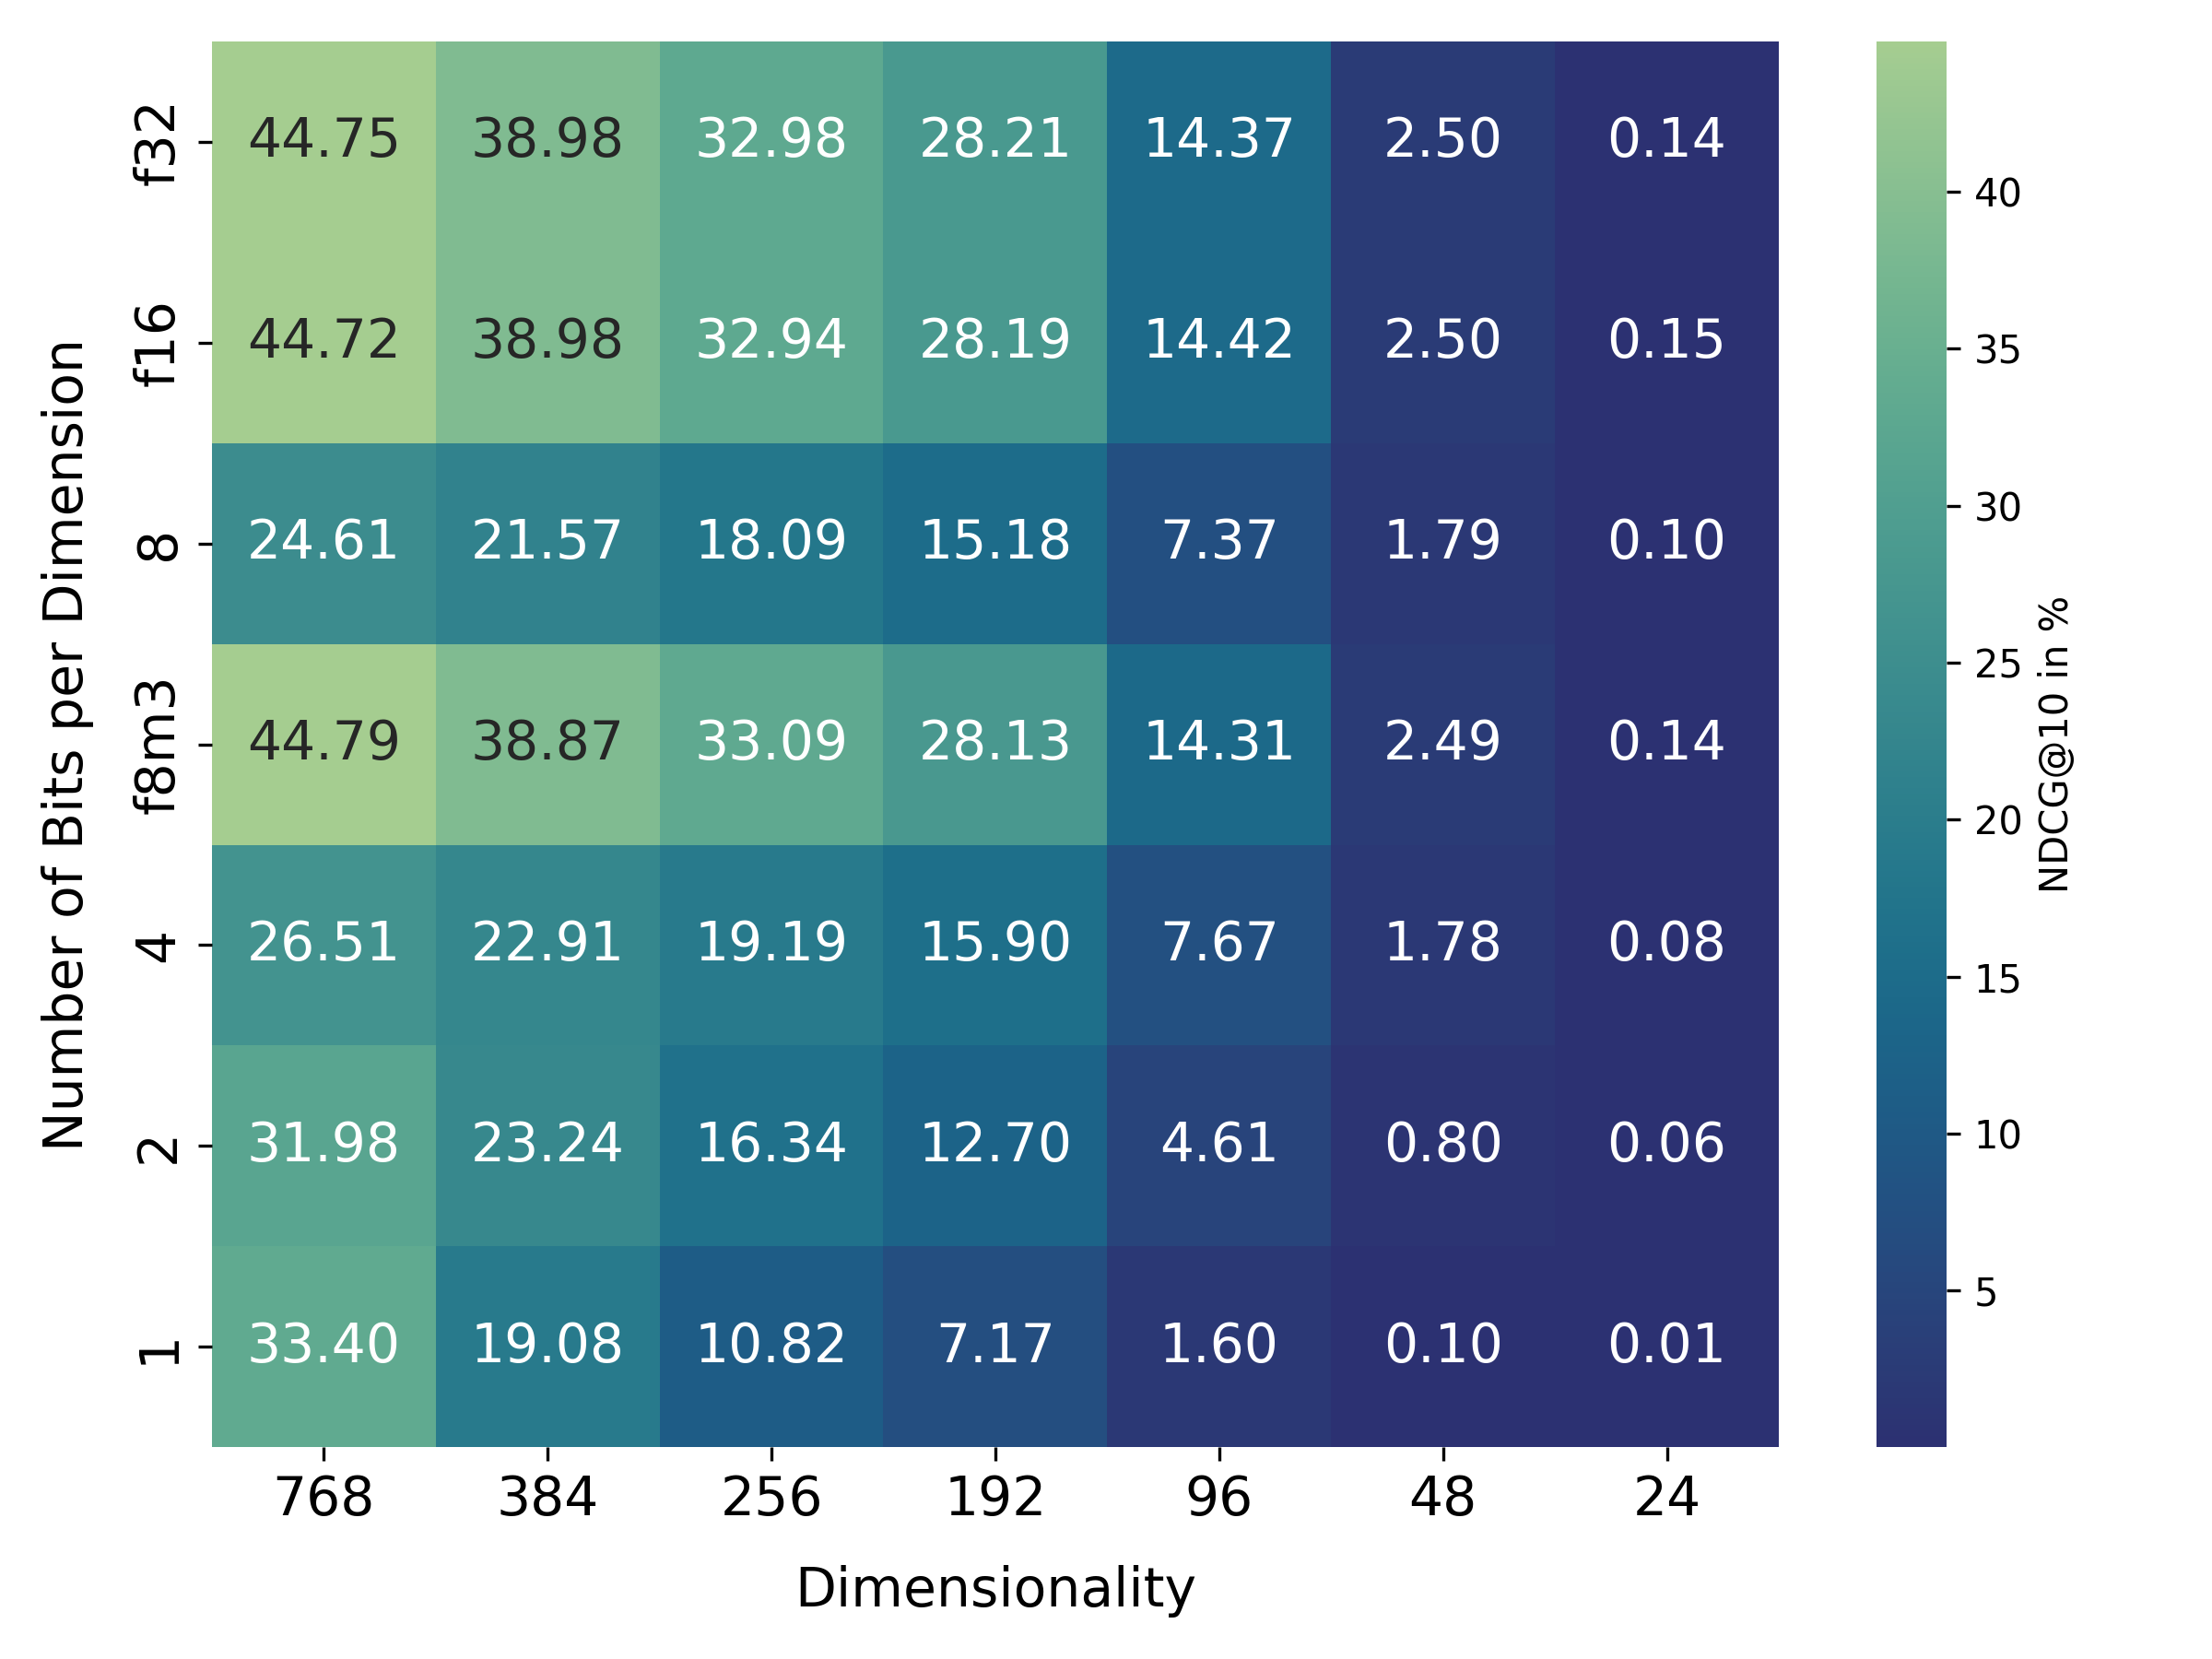 Number of Bits per Dimension
f32 44.75 38.98 32.98 28.21 14.37 2.50 0.14
f16 44.72 38.98 32.94 28.19 14.42 2.50 0.15
8 24.61 21.57 18.09 15.18 7.37 1.79 0.10
f8m3 44.79 38.87 33.09 28.13 14.31 2.49 0.14
4 26.51 22.91 19.19 15.90 7.67 1.78 0.08
2 31.98 23.24 16.34 12.70 4.61 0.80 0.06
1 33.40 19.08 10.82 7.17 1.60 0.10 0.01
768 384 256 192 96 48 24
Dimensionality
40
35
30
25
20
15
10
5
NDCG@10 in %